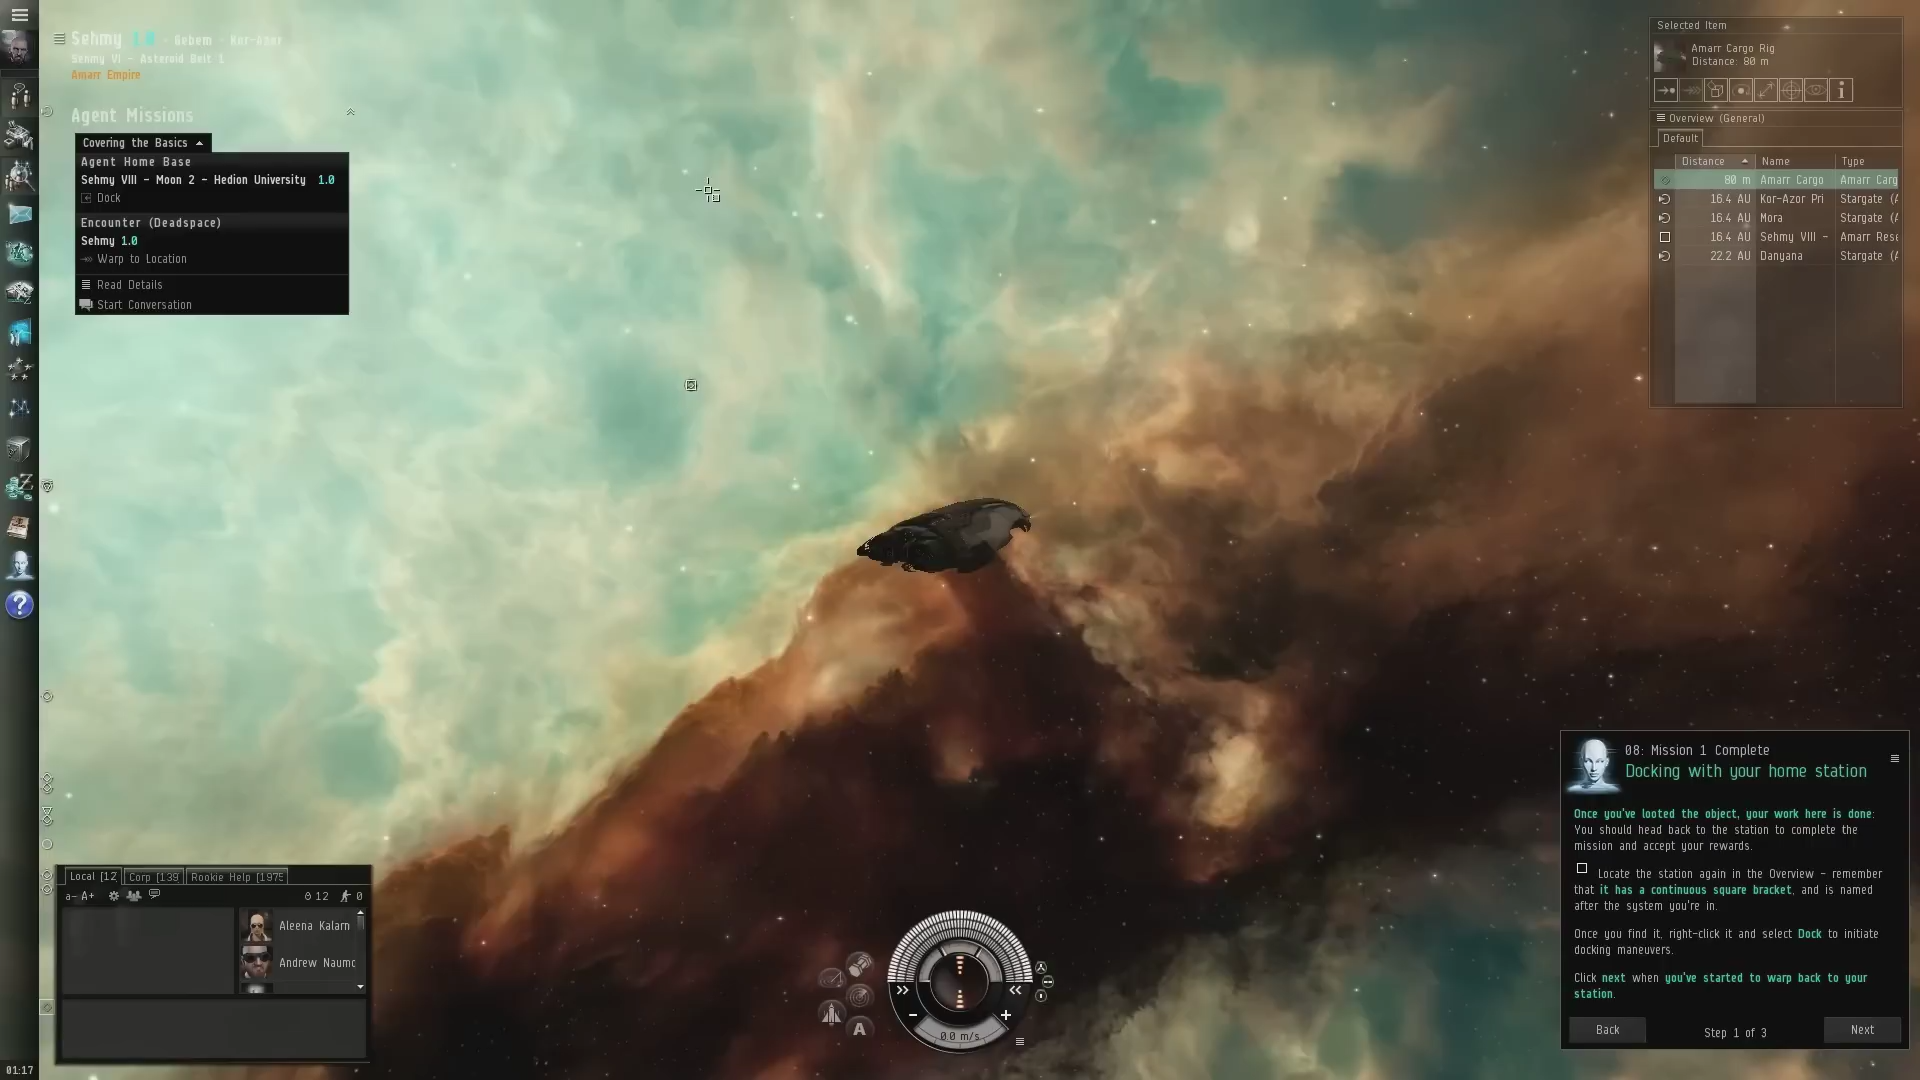 Sehmy 1.0 · Gebem · Kor-Azor
Sehmy VI - Asteroid Belt 1
Amarr Empire
Agent Missions
Covering the Basics
Agent Home Base
Sehmy VIII - Moon 2 - Hedion University 1.0
Dock
Encounter (Deadspace)
Sehmy 1.0
Warp to Location
Read Details
Start Conversation
Selected Item
Amarr Cargo Rig
Distance: 80 m
Overview (General)
Default
Distance Name Type
80 m Amarr Cargo Amarr Carg
16.4 AU Kor-Azor Pri Stargate (A
16.4 AU Mora Stargate (A
16.4 AU Sehmy VIII - Amarr Rese
22.2 AU Danyana Stargate (A
Local [12] Corp [139 Rookie Help [1975
a- A+ 12 0
Aleena Kalarn
Andrew Naumo
01:17
A
0.0 m/s
08: Mission 1 Complete
Docking with your home station
Once you've looted the object, your work here is done:
You should head back to the station to complete the
mission and accept your rewards.
Locate the station again in the Overview - remember
that it has a continuous square bracket, and is named
after the system you're in.
Once you find it, right-click it and select Dock to initiate
docking maneuvers.
Click next when you've started to warp back to your
station.
Back Step 1 of 3 Next